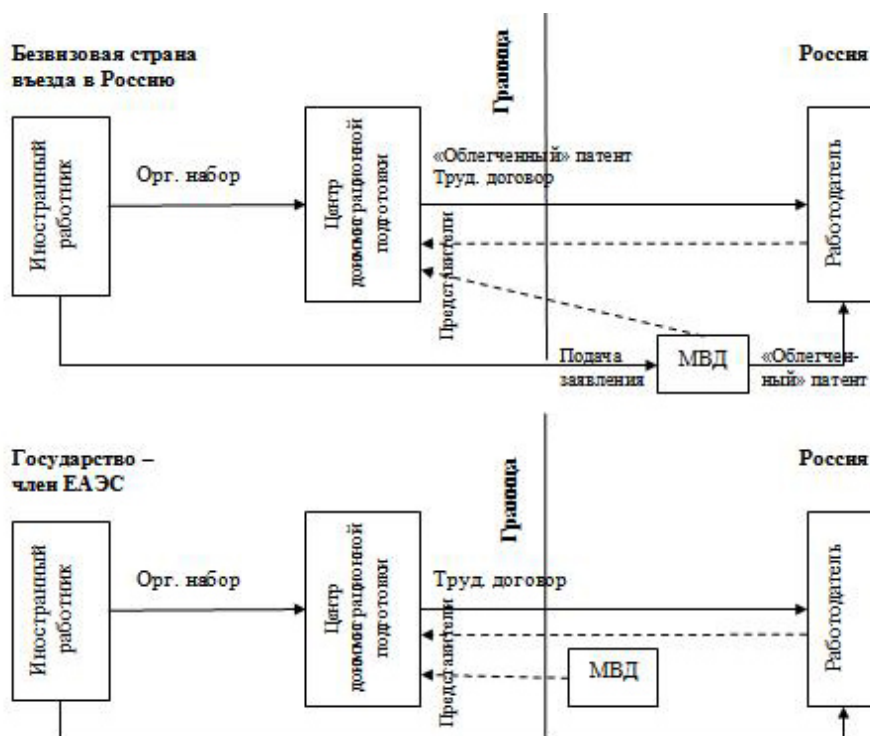 Безвизовая страна
въезда в Россию
Граница
Россия
Иностранный
работник
Орг. набор
Центр
доиммиграционной
подготовки
«Облегченный» патент
Труд. договор
Представители
Работодатель
Подача
заявления
МВД
«Облегчен-
ный» патент
Государство –
член ЕАЭС
Граница
Россия
Иностранный
работник
Орг. набор
Центр
доиммиграционной
подготовки
Труд. договор
Представители
МВД
Работодатель